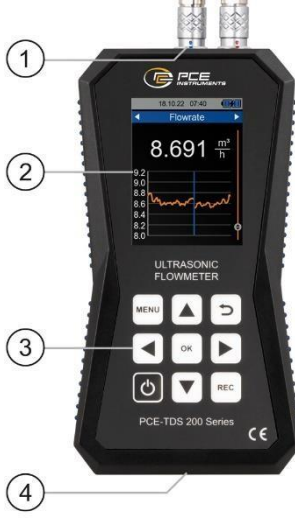 1
PCE
INSTRUMENTS
18.10.22 07:40
Flowrate
8.691 m³/h
2
9.2
9.0
8.8
8.6
8.4
8.2
8.0
ULTRASONIC
FLOWMETER
MENU
3
OK
REC
PCE-TDS 200 Series
CE
4